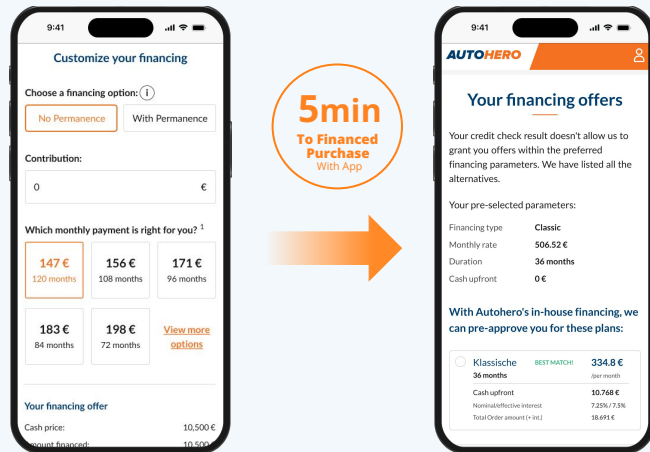 9:41
Customize your financing
Choose a financing option: i
No Permanence
With Permanence
Contribution:
0 €
Which monthly payment is right for you? 1
147 € 156 € 171 €
120 months 108 months 96 months
183 € 198 € View more
84 months 72 months options
Your financing offer
Cash price: 10,500 €
Amount financed: 10,500
5min
To Financed
Purchase
With App
9:41
AUTOHERO
Your financing offers
Your credit check result doesn't allow us to
grant you offers within the preferred
financing parameters. We have listed all the
alternatives.
Your pre-selected parameters:
Financing type Classic
Monthly rate 506.52 €
Duration 36 months
Cash upfront 0 €
With Autohero's in-house financing, we
can pre-approve you for these plans:
Klassische BEST MATCH! 334.8 €
36 months /per month
Cash upfront 10.768 €
Nominal/effective interest 7.25% / 7.5%
Total Order amount (+ int.) 18.691 €